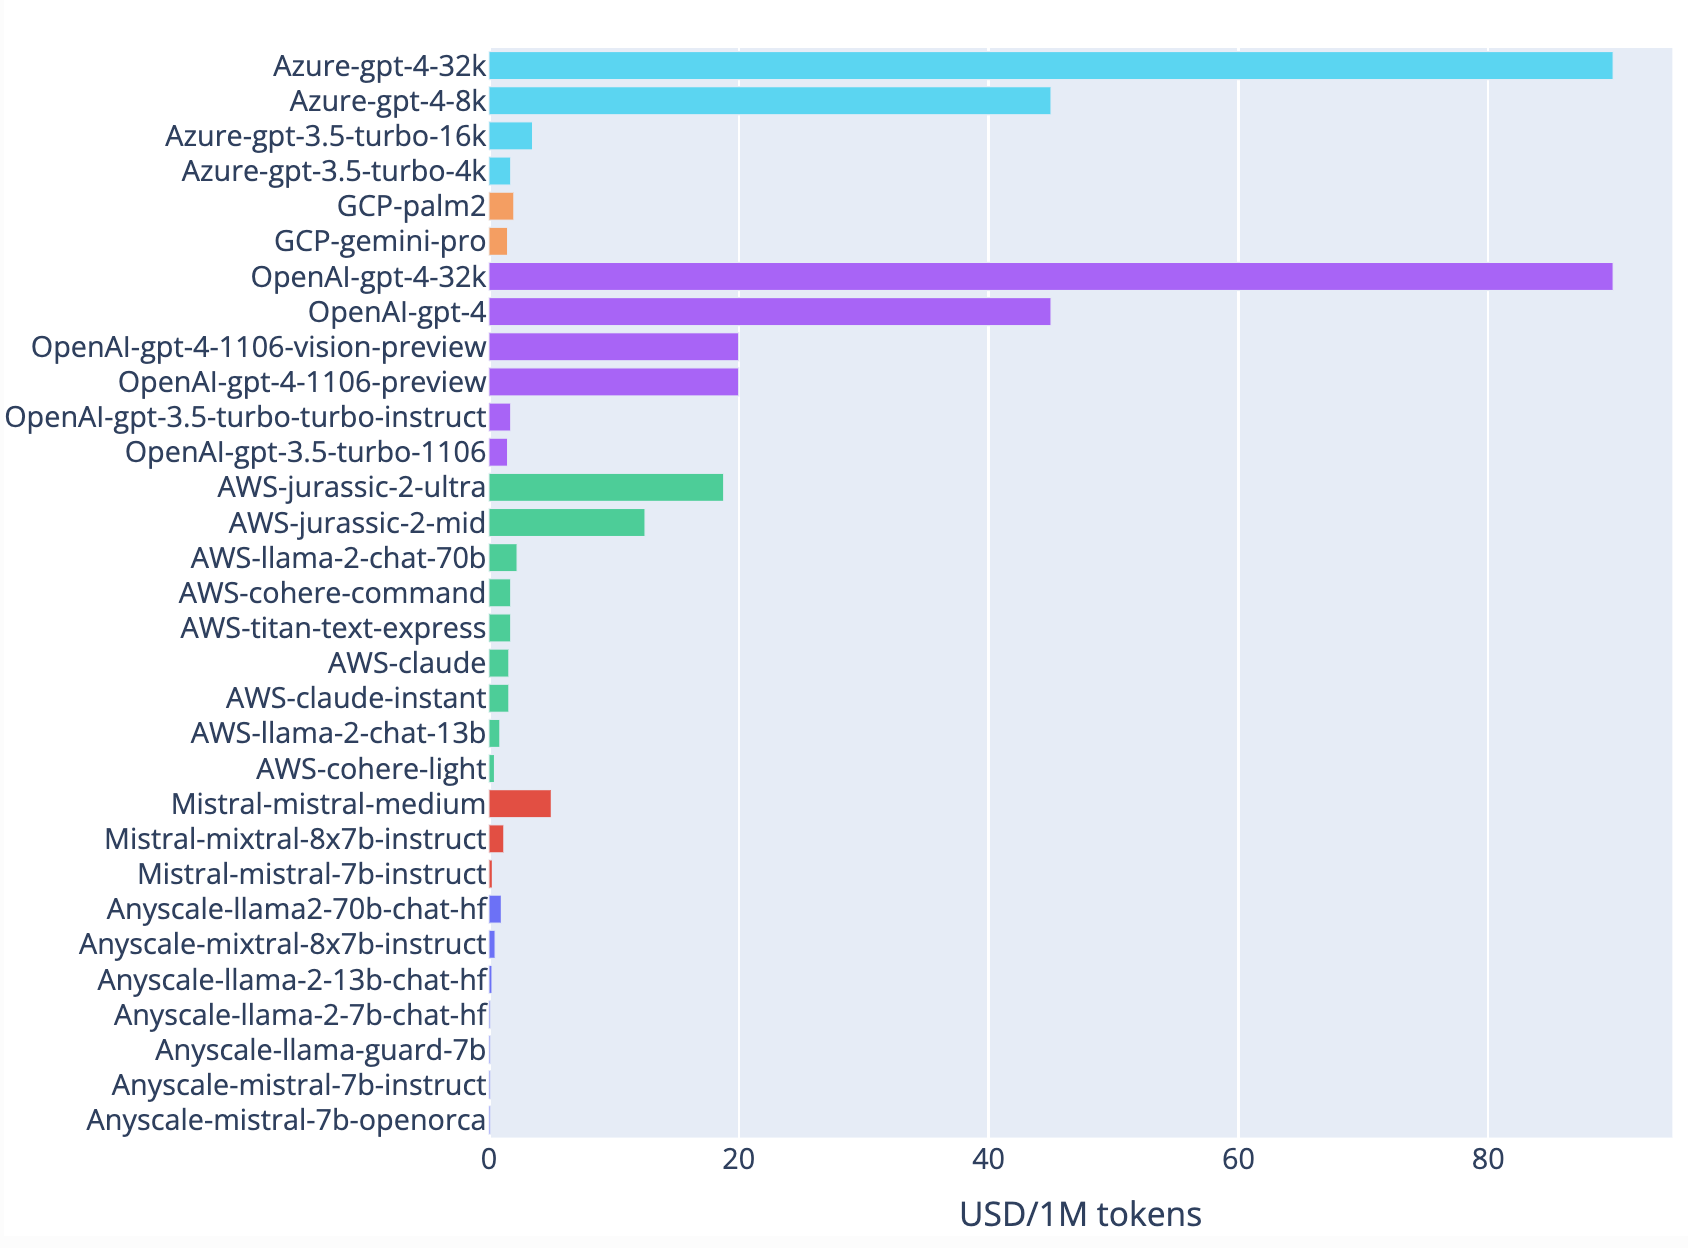 Azure-gpt-4-32k
Azure-gpt-4-8k
Azure-gpt-3.5-turbo-16k
Azure-gpt-3.5-turbo-4k
GCP-palm2
GCP-gemini-pro
OpenAI-gpt-4-32k
OpenAI-gpt-4
OpenAI-gpt-4-1106-vision-preview
OpenAI-gpt-4-1106-preview
OpenAI-gpt-3.5-turbo-turbo-instruct
OpenAI-gpt-3.5-turbo-1106
AWS-jurassic-2-ultra
AWS-jurassic-2-mid
AWS-llama-2-chat-70b
AWS-cohere-command
AWS-titan-text-express
AWS-claude
AWS-claude-instant
AWS-llama-2-chat-13b
AWS-cohere-light
Mistral-mistral-medium
Mistral-mixtral-8x7b-instruct
Mistral-mistral-7b-instruct
Anyscale-llama2-70b-chat-hf
Anyscale-mixtral-8x7b-instruct
Anyscale-llama-2-13b-chat-hf
Anyscale-llama-2-7b-chat-hf
Anyscale-llama-guard-7b
Anyscale-mistral-7b-instruct
Anyscale-mistral-7b-openorca
0 20 40 60 80
USD/1M tokens